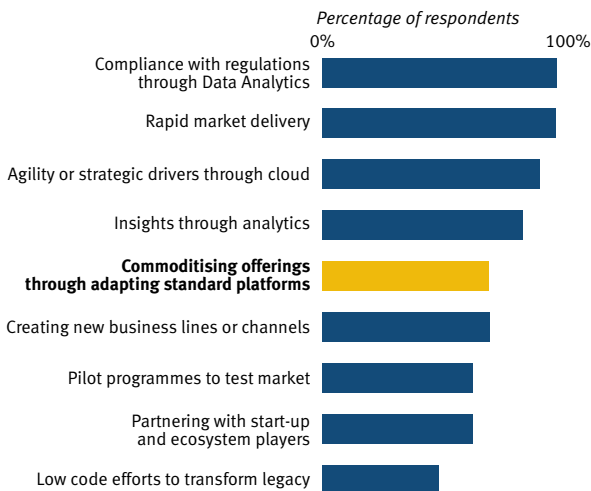 Percentage of respondents
0% 100%
Compliance with regulations
through Data Analytics
Rapid market delivery
Agility or strategic drivers through cloud
Insights through analytics
Commoditising offerings
through adapting standard platforms
Creating new business lines or channels
Pilot programmes to test market
Partnering with start-up
and ecosystem players
Low code efforts to transform legacy